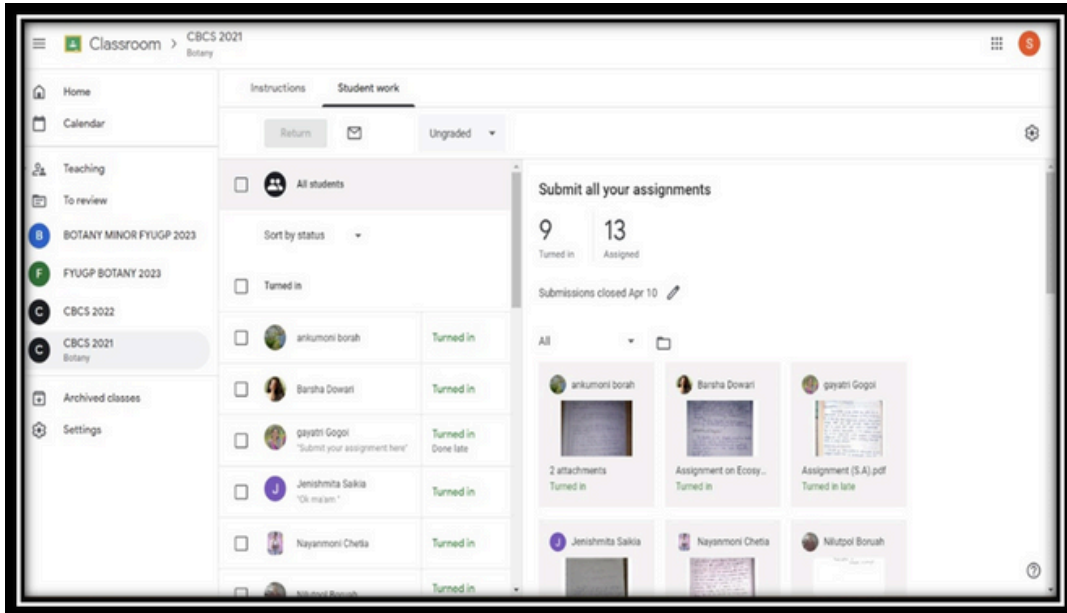 Classroom > CBCS 2021
Botany
S
Home
Calendar
Teaching
To review
B BOTANY MINOR FYUGP 2023
F FYUGP BOTANY 2023
C CBCS 2022
C CBCS 2021
Botany
Archived classes
Settings
Instructions Student work
Return Ungraded
All students
Sort by status
Turned in
ankumoni borah Turned in
Barsha Dowari Turned in
gayatri Gogoi Turned in
"Submit your assignment here" Done late
J Jenishmita Saikia Turned in
"Ok ma'am "
Nayanmoni Chetia Turned in
Nilutpol Boruah Turned in
Submit all your assignments
9 13
Turned in Assigned
Submissions closed Apr 10
All
ankumoni borah
2 attachments
Turned in
Barsha Dowari
Assignment on Ecosy...
Turned in
gayatri Gogoi
Assignment (S.A).pdf
Turned in late
J Jenishmita Saikia
Nayanmoni Chetia
Nilutpol Boruah